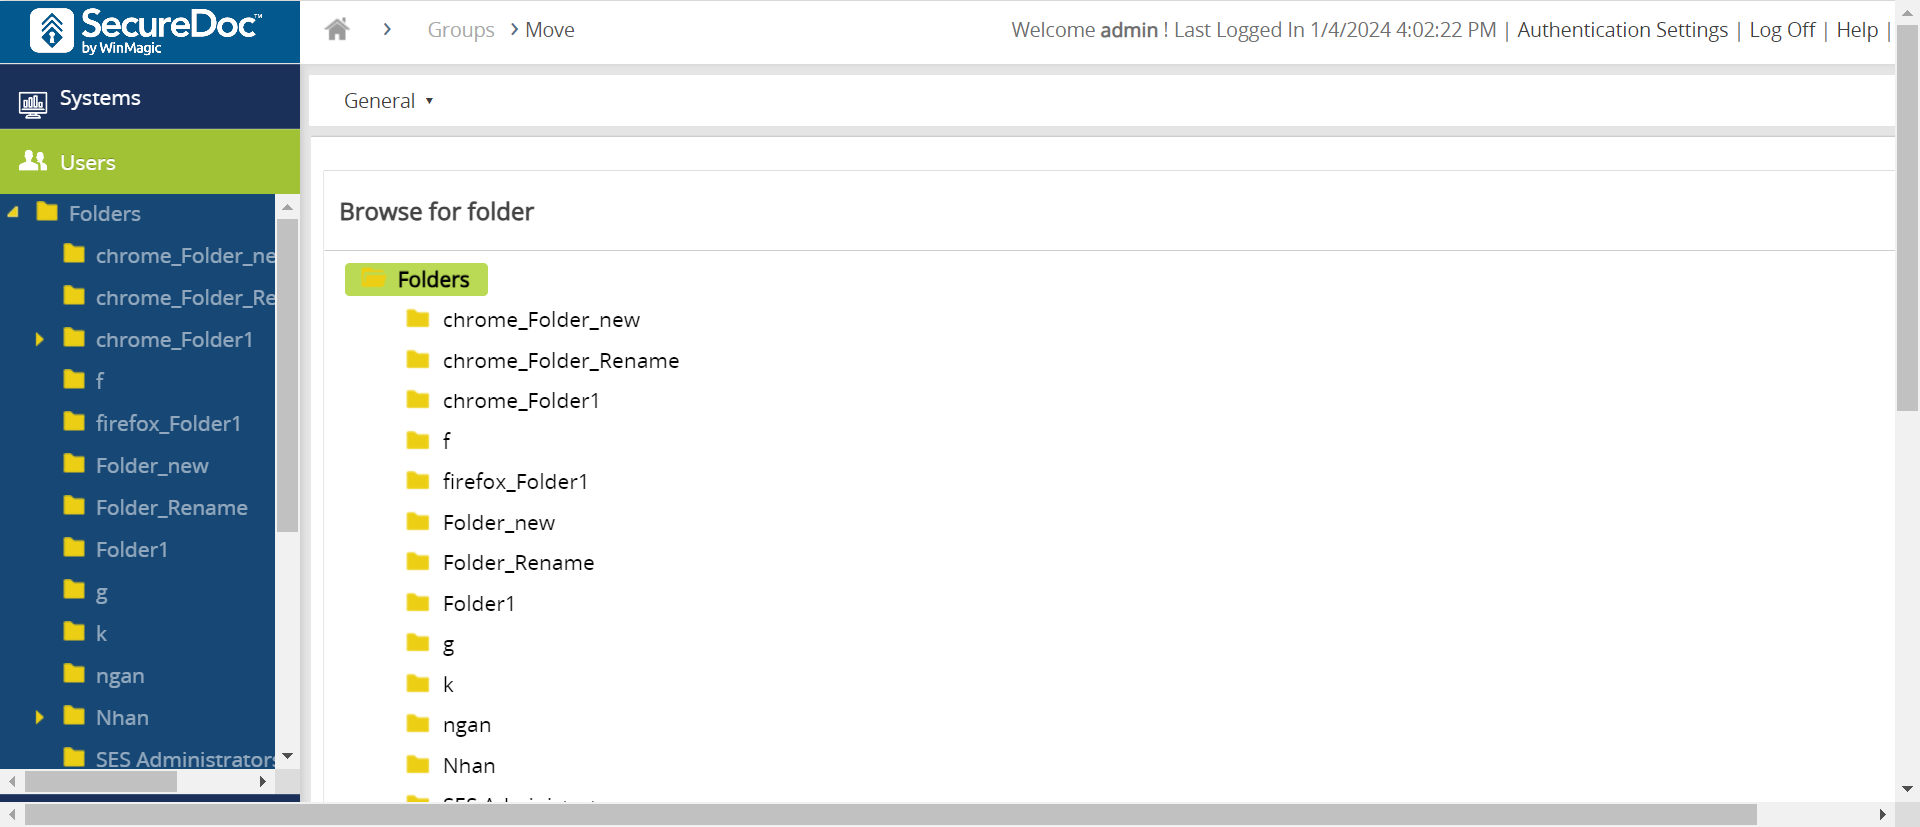 SecureDoc™
by WinMagic
Groups > Move
Welcome admin ! Last Logged In 1/4/2024 4:02:22 PM | Authentication Settings | Log Off | Help |
Systems
Users
Folders
chrome_Folder_ne
chrome_Folder_Re
chrome_Folder1
f
firefox_Folder1
Folder_new
Folder_Rename
Folder1
g
k
ngan
Nhan
SES Administrators
General
Browse for folder
Folders
chrome_Folder_new
chrome_Folder_Rename
chrome_Folder1
f
firefox_Folder1
Folder_new
Folder_Rename
Folder1
g
k
ngan
Nhan